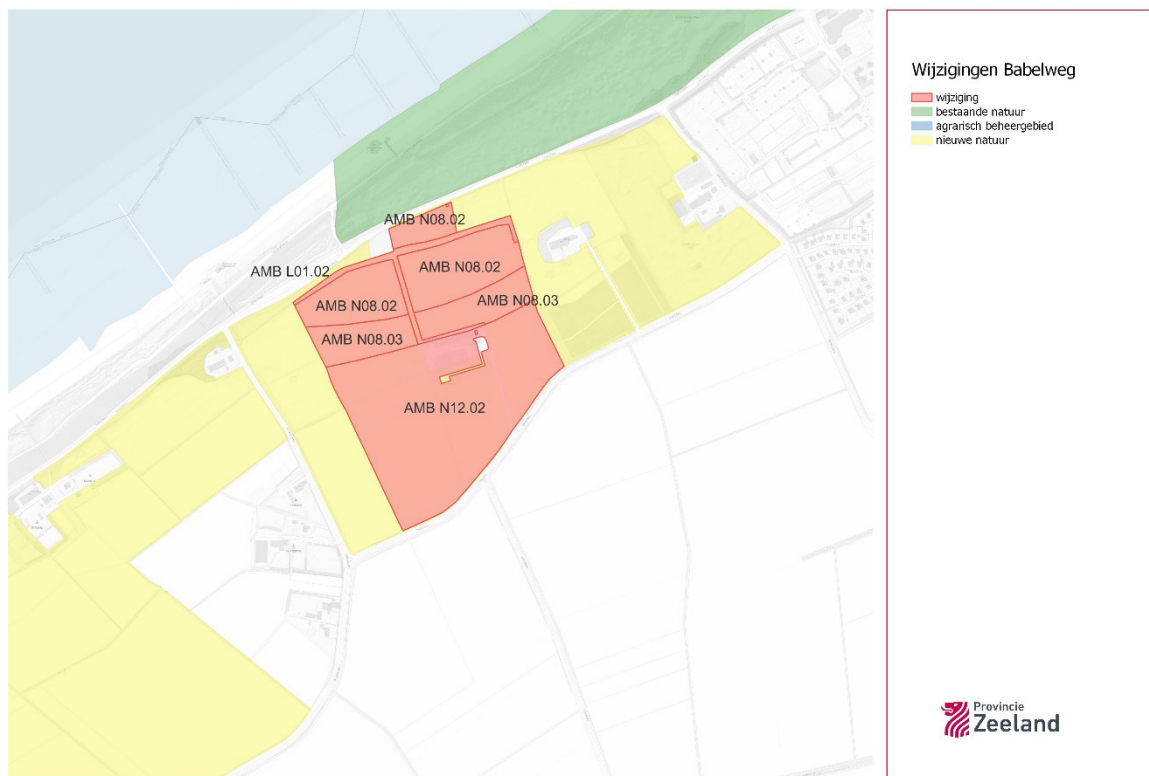 Wijzigingen Babelweg
wijziging
bestaande natuur
agrarisch beheergebied
nieuwe natuur
AMB N08.02
AMB N08.02
AMB L01.02
AMB N08.02
AMB N08.03
AMB N08.03
AMB N12.02
Provincie
Zeeland